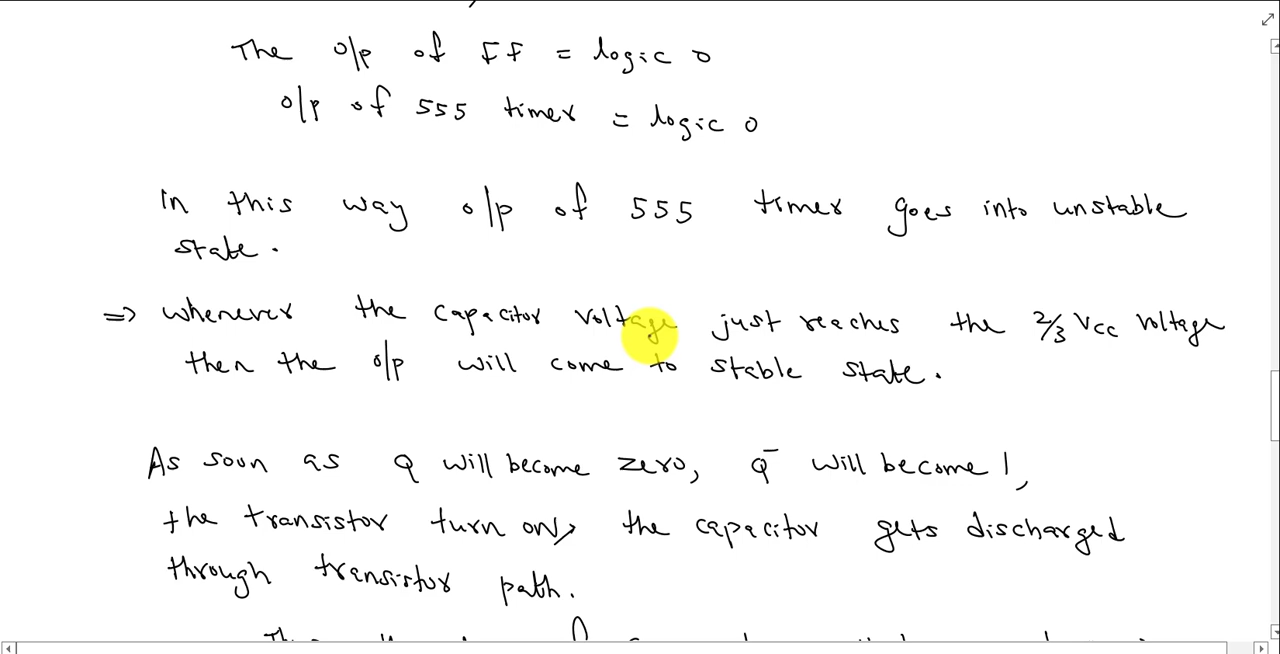 The o/p of FF = logic 0
o/p of 555 timer = logic 0
In this way o/p of 555 timer goes into unstable
state.
⇒ whenever the capacitor voltage just reaches the 2/3 Vcc voltage
then the o/p will come to stable state.
As soon as Q will become zero, Q̄ will become 1,
the transistor turn on, the capacitor gets discharged
through transistor path.